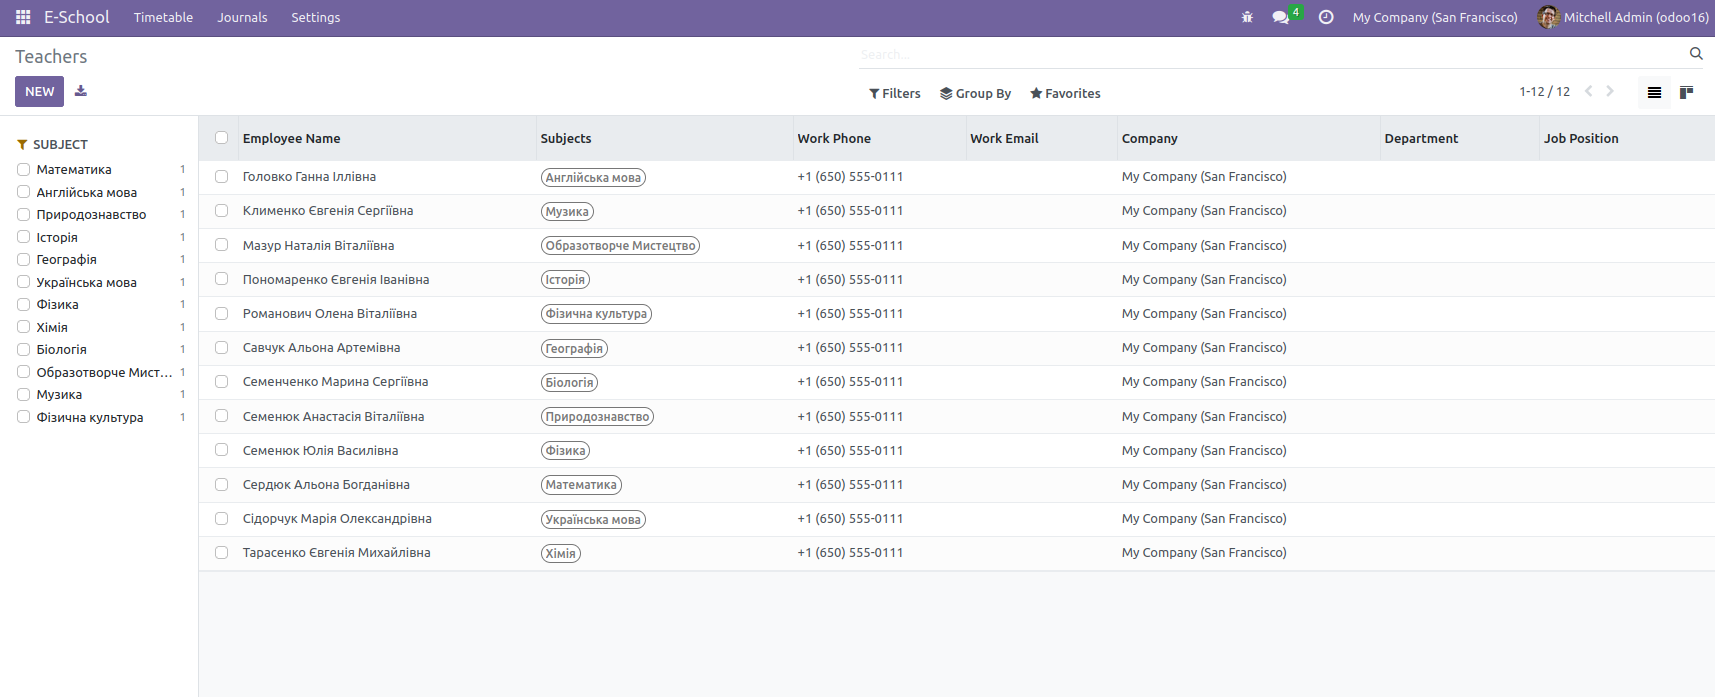 E-School Timetable Journals Settings 4 My Company (San Francisco) Mitchell Admin (odoo16)
Teachers
Search...
NEW
Filters Group By Favorites 1-12 / 12
SUBJECT
Математика 1
Англійська мова 1
Природознавство 1
Історія 1
Географія 1
Українська мова 1
Фізика 1
Хімія 1
Біологія 1
Образотворче Мист... 1
Музика 1
Фізична культура 1
Employee Name Subjects Work Phone Work Email Company Department Job Position
Головко Ганна Іллівна Англійська мова +1 (650) 555-0111 My Company (San Francisco)
Клименко Євгенія Сергіївна Музика +1 (650) 555-0111 My Company (San Francisco)
Мазур Наталія Віталіївна Образотворче Мистецтво +1 (650) 555-0111 My Company (San Francisco)
Пономаренко Євгенія Іванівна Історія +1 (650) 555-0111 My Company (San Francisco)
Романович Олена Віталіївна Фізична культура +1 (650) 555-0111 My Company (San Francisco)
Савчук Альона Артемівна Географія +1 (650) 555-0111 My Company (San Francisco)
Семенченко Марина Сергіївна Біологія +1 (650) 555-0111 My Company (San Francisco)
Семенюк Анастасія Віталіївна Природознавство +1 (650) 555-0111 My Company (San Francisco)
Семенюк Юлія Василівна Фізика +1 (650) 555-0111 My Company (San Francisco)
Сердюк Альона Богданівна Математика +1 (650) 555-0111 My Company (San Francisco)
Сідорчук Марія Олександрівна Українська мова +1 (650) 555-0111 My Company (San Francisco)
Тарасенко Євгенія Михайлівна Хімія +1 (650) 555-0111 My Company (San Francisco)